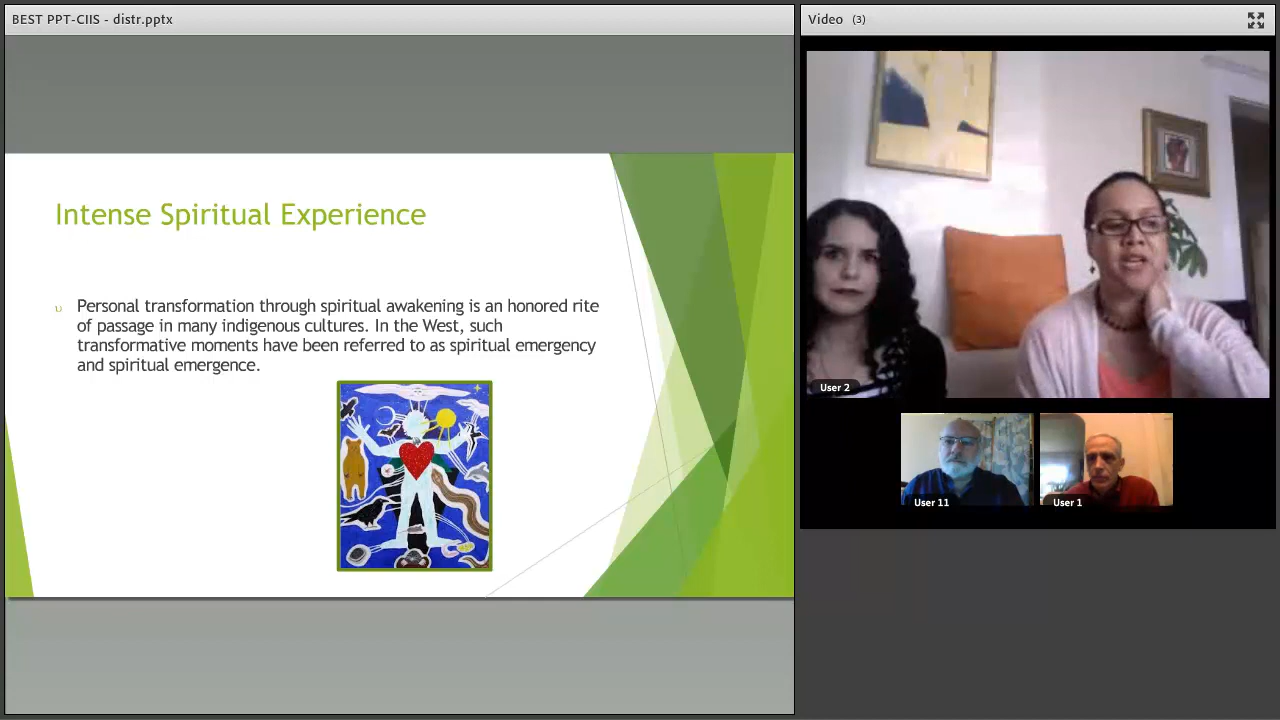 BEST PPT-CIIS - distr.pptx
Video (3)
Intense Spiritual Experience
υ Personal transformation through spiritual awakening is an honored rite
of passage in many indigenous cultures. In the West, such
transformative moments have been referred to as spiritual emergency
and spiritual emergence.
User 2
User 11
User 1